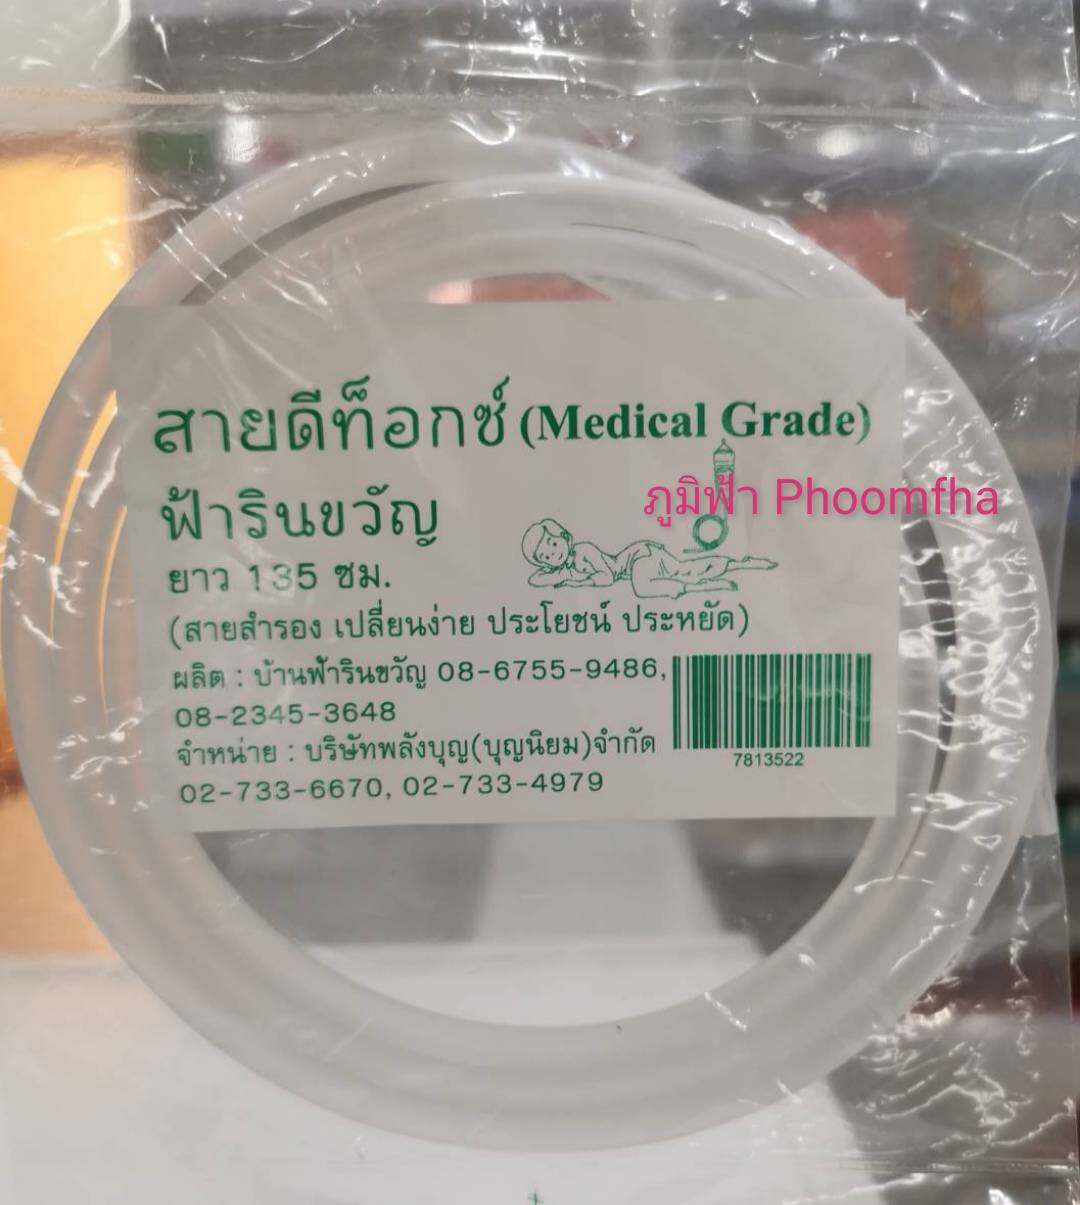 สายดีท็อกซ์ (Medical Grade)
ภูมิฟ้า Phoomfha
ฟ้ารินขวัญ
ยาว 135 ซม.
(สายสำรอง เปลี่ยนง่าย ประโยชน์ ประหยัด)
ผลิต : บ้านฟ้ารินขวัญ 08-6755-9486,
08-2345-3648
จำหน่าย : บริษัทพลังบุญ(บุญนิยม)จำกัด
7813522
02-733-6670, 02-733-4979